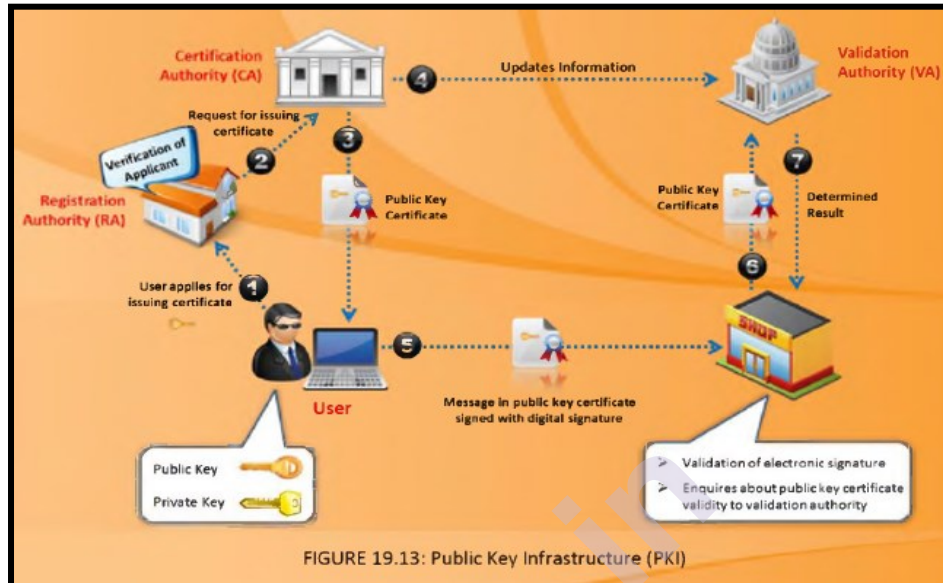 Certification
Authority (CA)
4
Updates Information
Validation
Authority (VA)
Request for issuing
certificate
2
3
Verification of
Applicant
Registration
Authority (RA)
Public Key
Certificate
Public Key
Certificate
7
Determined
Result
6
User applies for
issuing certificate
1
5
SHOP
User
Message in public key certificate
signed with digital signature
Public Key
Private Key
➢ Validation of electronic signature
➢ Enquires about public key certificate
validity to validation authority
in
FIGURE 19.13: Public Key Infrastructure (PKI)